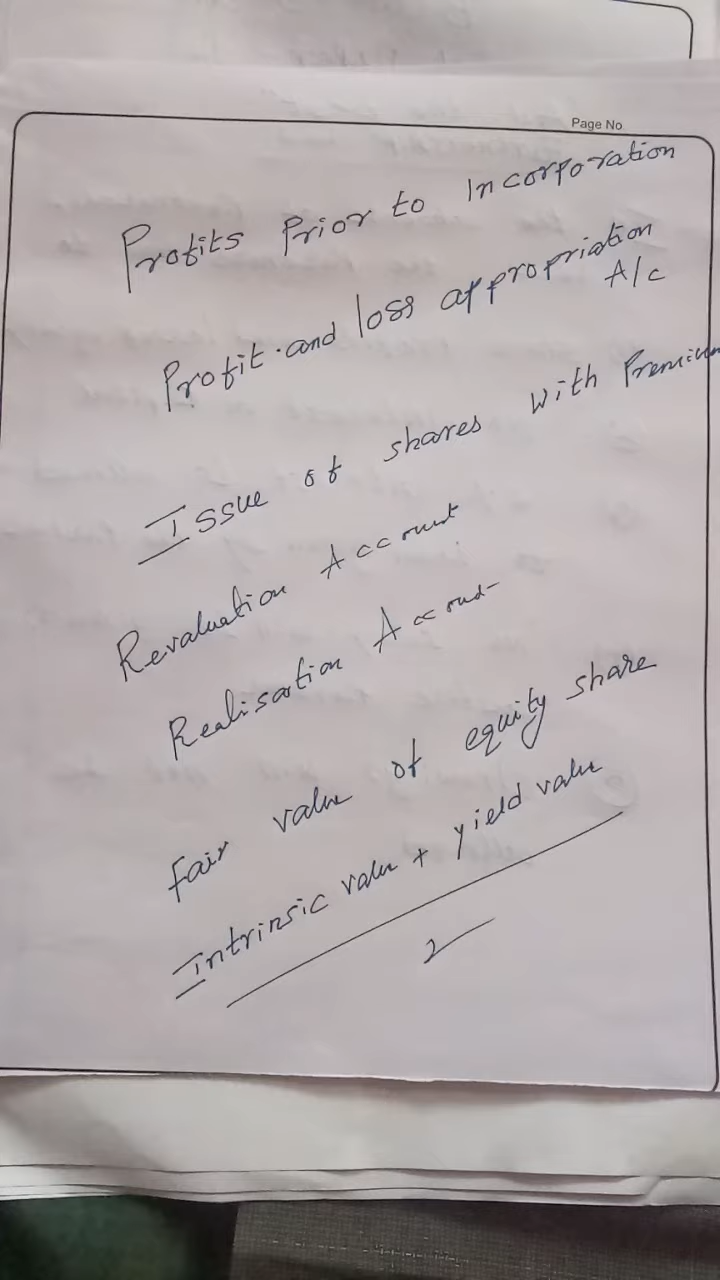 Page No
Profits Prior to Incorporation
Profit and loss appropriation
A/c
Issue of shares with Premium
Revaluation Account
Realisation Account
Fair value of equity share
Intrinsic value + yield value
2